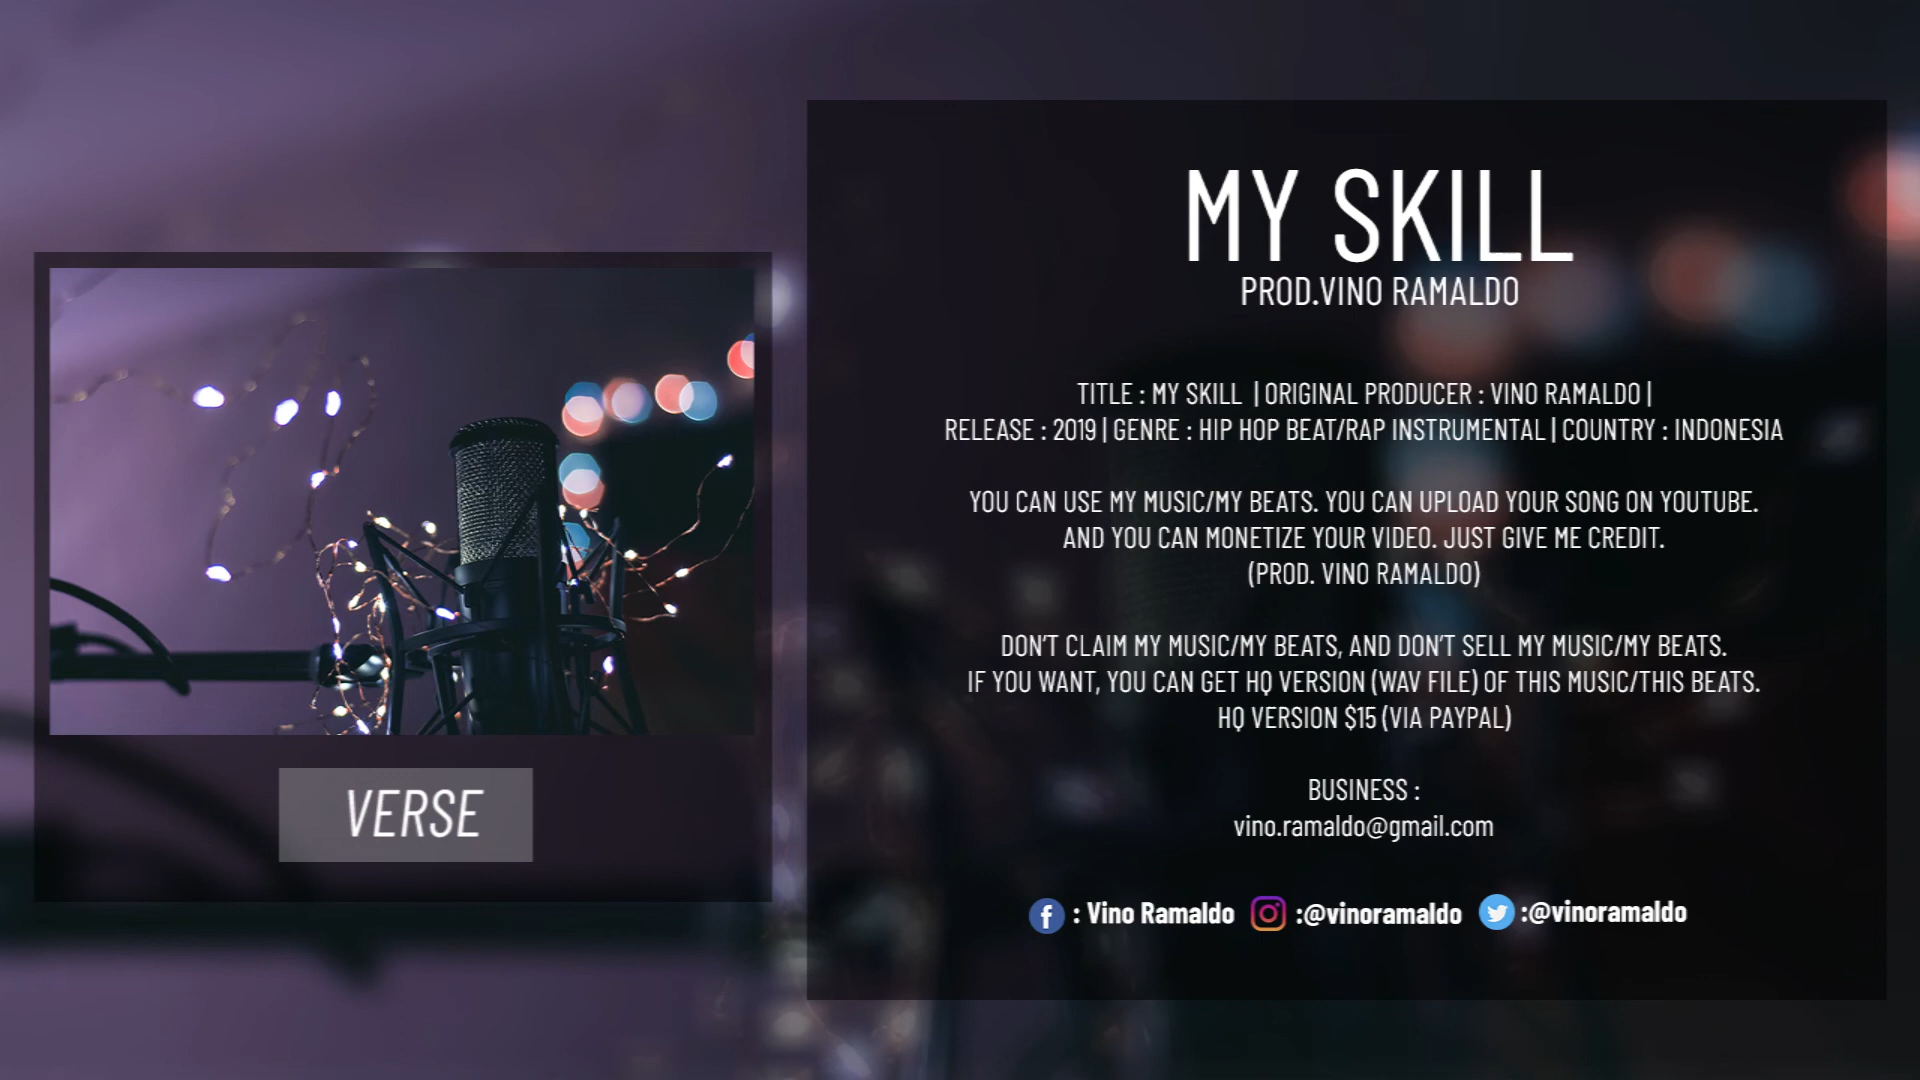 MY SKILL
PROD.VINO RAMALDO
TITLE : MY SKILL | ORIGINAL PRODUCER : VINO RAMALDO |
RELEASE : 2019 | GENRE : HIP HOP BEAT/RAP INSTRUMENTAL | COUNTRY : INDONESIA
YOU CAN USE MY MUSIC/MY BEATS. YOU CAN UPLOAD YOUR SONG ON YOUTUBE.
AND YOU CAN MONETIZE YOUR VIDEO. JUST GIVE ME CREDIT.
(PROD. VINO RAMALDO)
DON'T CLAIM MY MUSIC/MY BEATS, AND DON'T SELL MY MUSIC/MY BEATS.
IF YOU WANT, YOU CAN GET HQ VERSION (WAV FILE) OF THIS MUSIC/THIS BEATS.
HQ VERSION $15 (VIA PAYPAL)
BUSINESS :
vino.ramaldo@gmail.com
: Vino Ramaldo :@vinoramaldo :@vinoramaldo
VERSE